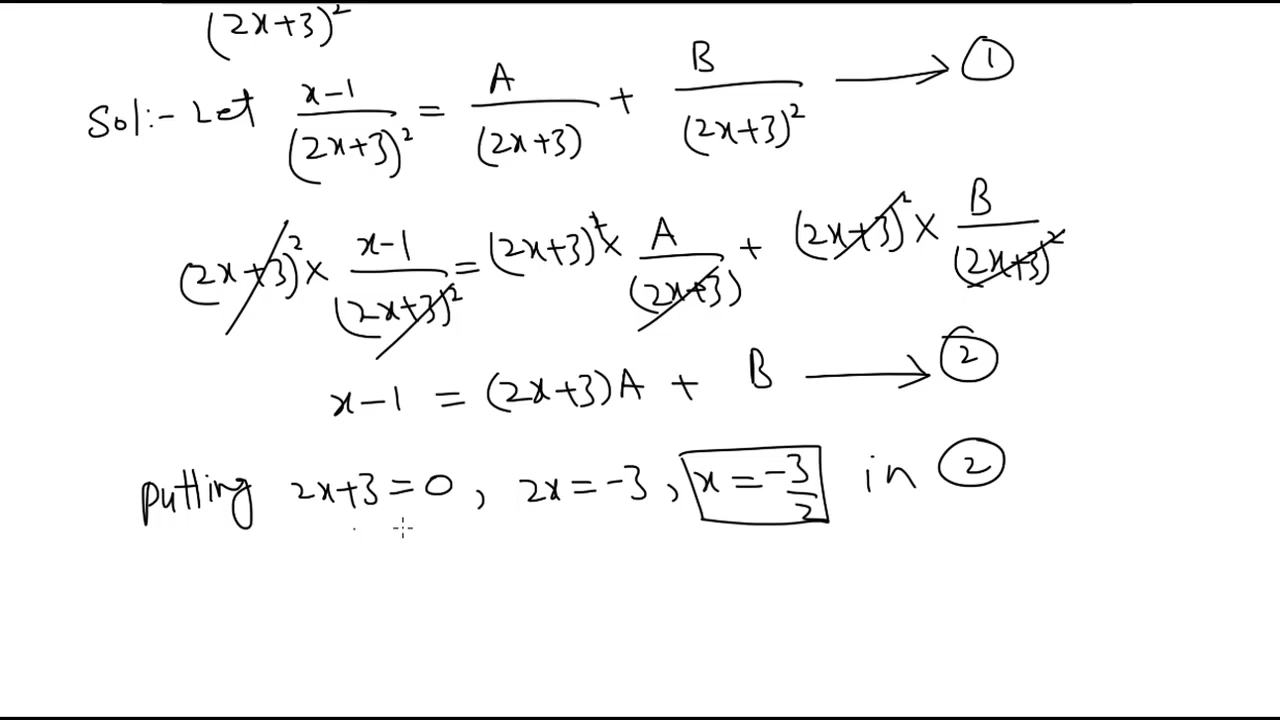 (2x+3)²
Sol:- Let x-1/(2x+3)² = A/(2x+3) + B/(2x+3)² → ①
(2x+3)² × x-1/(2x+3)² = (2x+3)² × A/(2x+3) + (2x+3)² × B/(2x+3)²
x-1 = (2x+3)A + B → ②
putting 2x+3=0, 2x=-3, x=-3/2 in ②